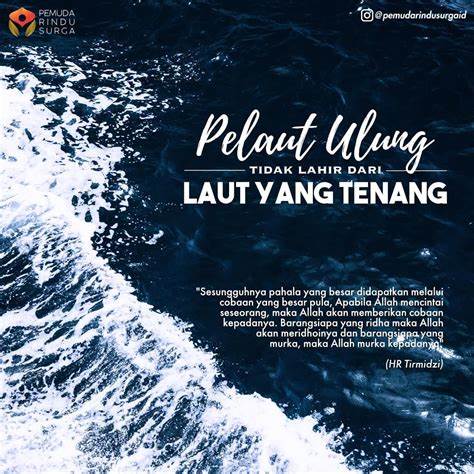 PEMUDA
RINDU
SURGA
@pemudarindusurgaid
Pelaut Ulung
TIDAK LAHIR DARI
LAUT YANG TENANG
"Sesungguhnya pahala yang besar didapatkan melalui
cobaan yang besar pula, Apabila Allah mencintai
seseorang, maka Allah akan memberikan cobaan
kepadanya. Barangsiapa yang ridha maka Allah
akan meridhoinya dan barangsiapa yang
murka, maka Allah murka kepadanya"
(HR Tirmidzi)